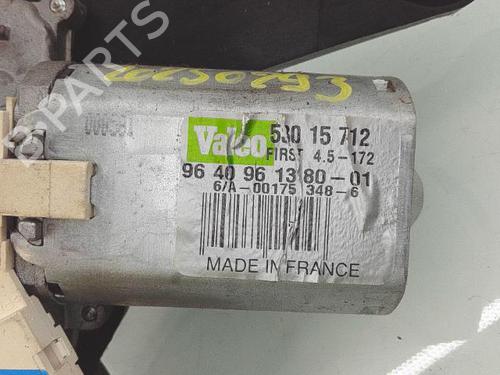 B-PARTS
Valeo 530 15 712
FIRST 4.5-172
96 40 96 13 80-01
6/A-00175 348-6
MADE IN FRANCE